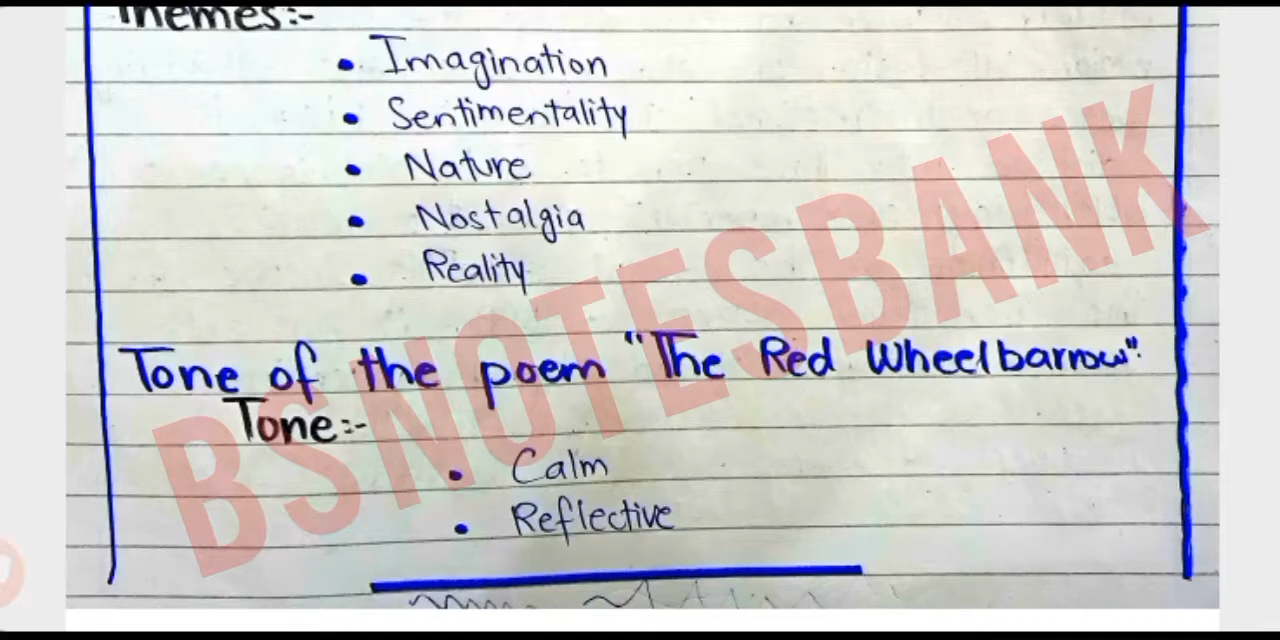 Themes:-
• Imagination
• Sentimentality
• Nature
• Nostalgia
• Reality
Tone of the poem "The Red Wheelbarrow".
Tone:-
• Calm
• Reflective
BSNOTESBANK